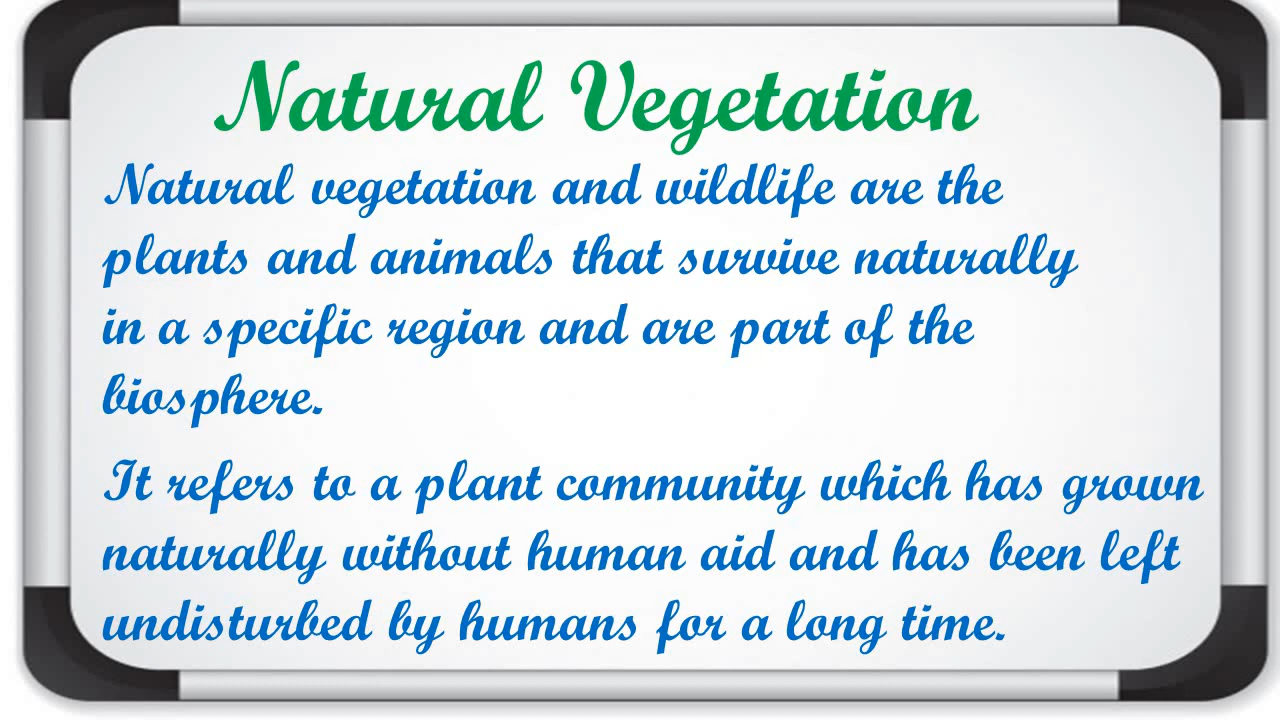 Natural Vegetation
Natural vegetation and wildlife are the
plants and animals that survive naturally
in a specific region and are part of the
biosphere.
It refers to a plant community which has grown
naturally without human aid and has been left
undisturbed by humans for a long time.